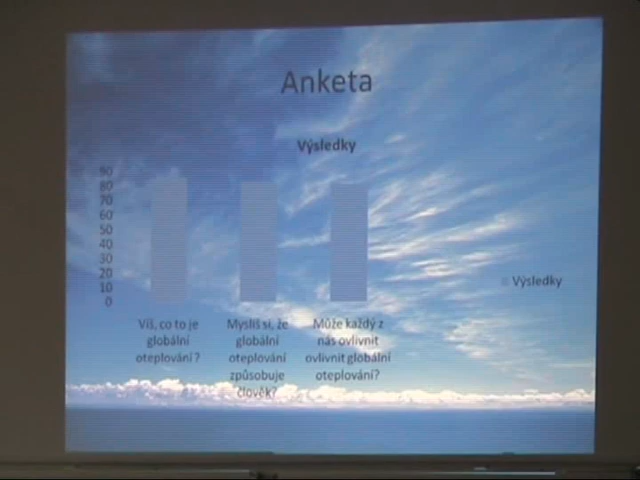 Anketa
Výsledky
90
80
70
60
50
40
30
20
10
0
Víš, co to je
globální
oteplování ?
Myslíš si, že
globální
oteplování
způsobuje
člověk?
Může každý z
nás ovlivnit
ovlivnit globální
oteplování?
Výsledky